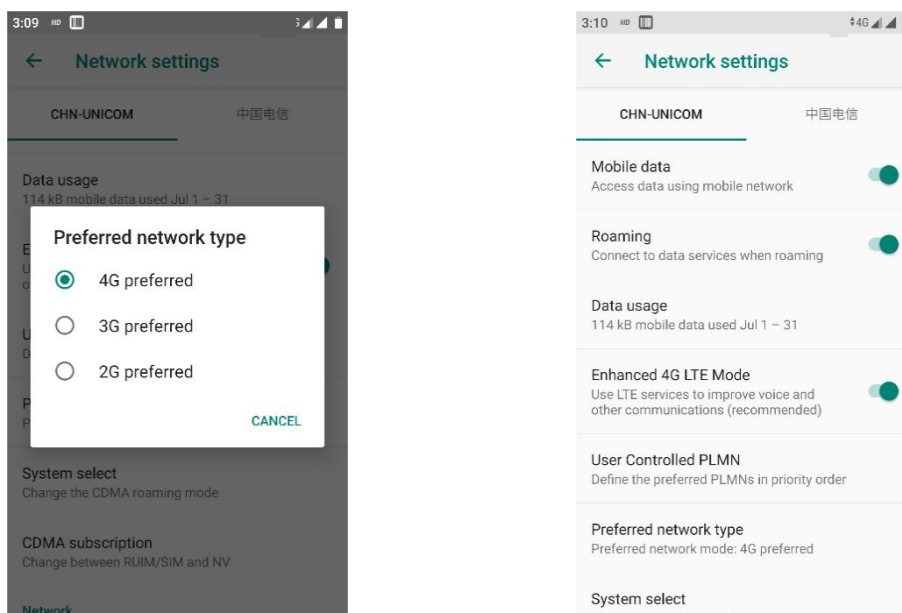 3:09 HD
Network settings
CHN-UNICOM 中国电信
Data usage
114 kB mobile data used Jul 1 – 31
Preferred network type
4G preferred
3G preferred
2G preferred
CANCEL
System select
Change the CDMA roaming mode
CDMA subscription
Change between RUIM/SIM and NV
Network
3:10 HD 4G
Network settings
CHN-UNICOM 中国电信
Mobile data
Access data using mobile network
Roaming
Connect to data services when roaming
Data usage
114 kB mobile data used Jul 1 – 31
Enhanced 4G LTE Mode
Use LTE services to improve voice and
other communications (recommended)
User Controlled PLMN
Define the preferred PLMNs in priority order
Preferred network type
Preferred network mode: 4G preferred
System select